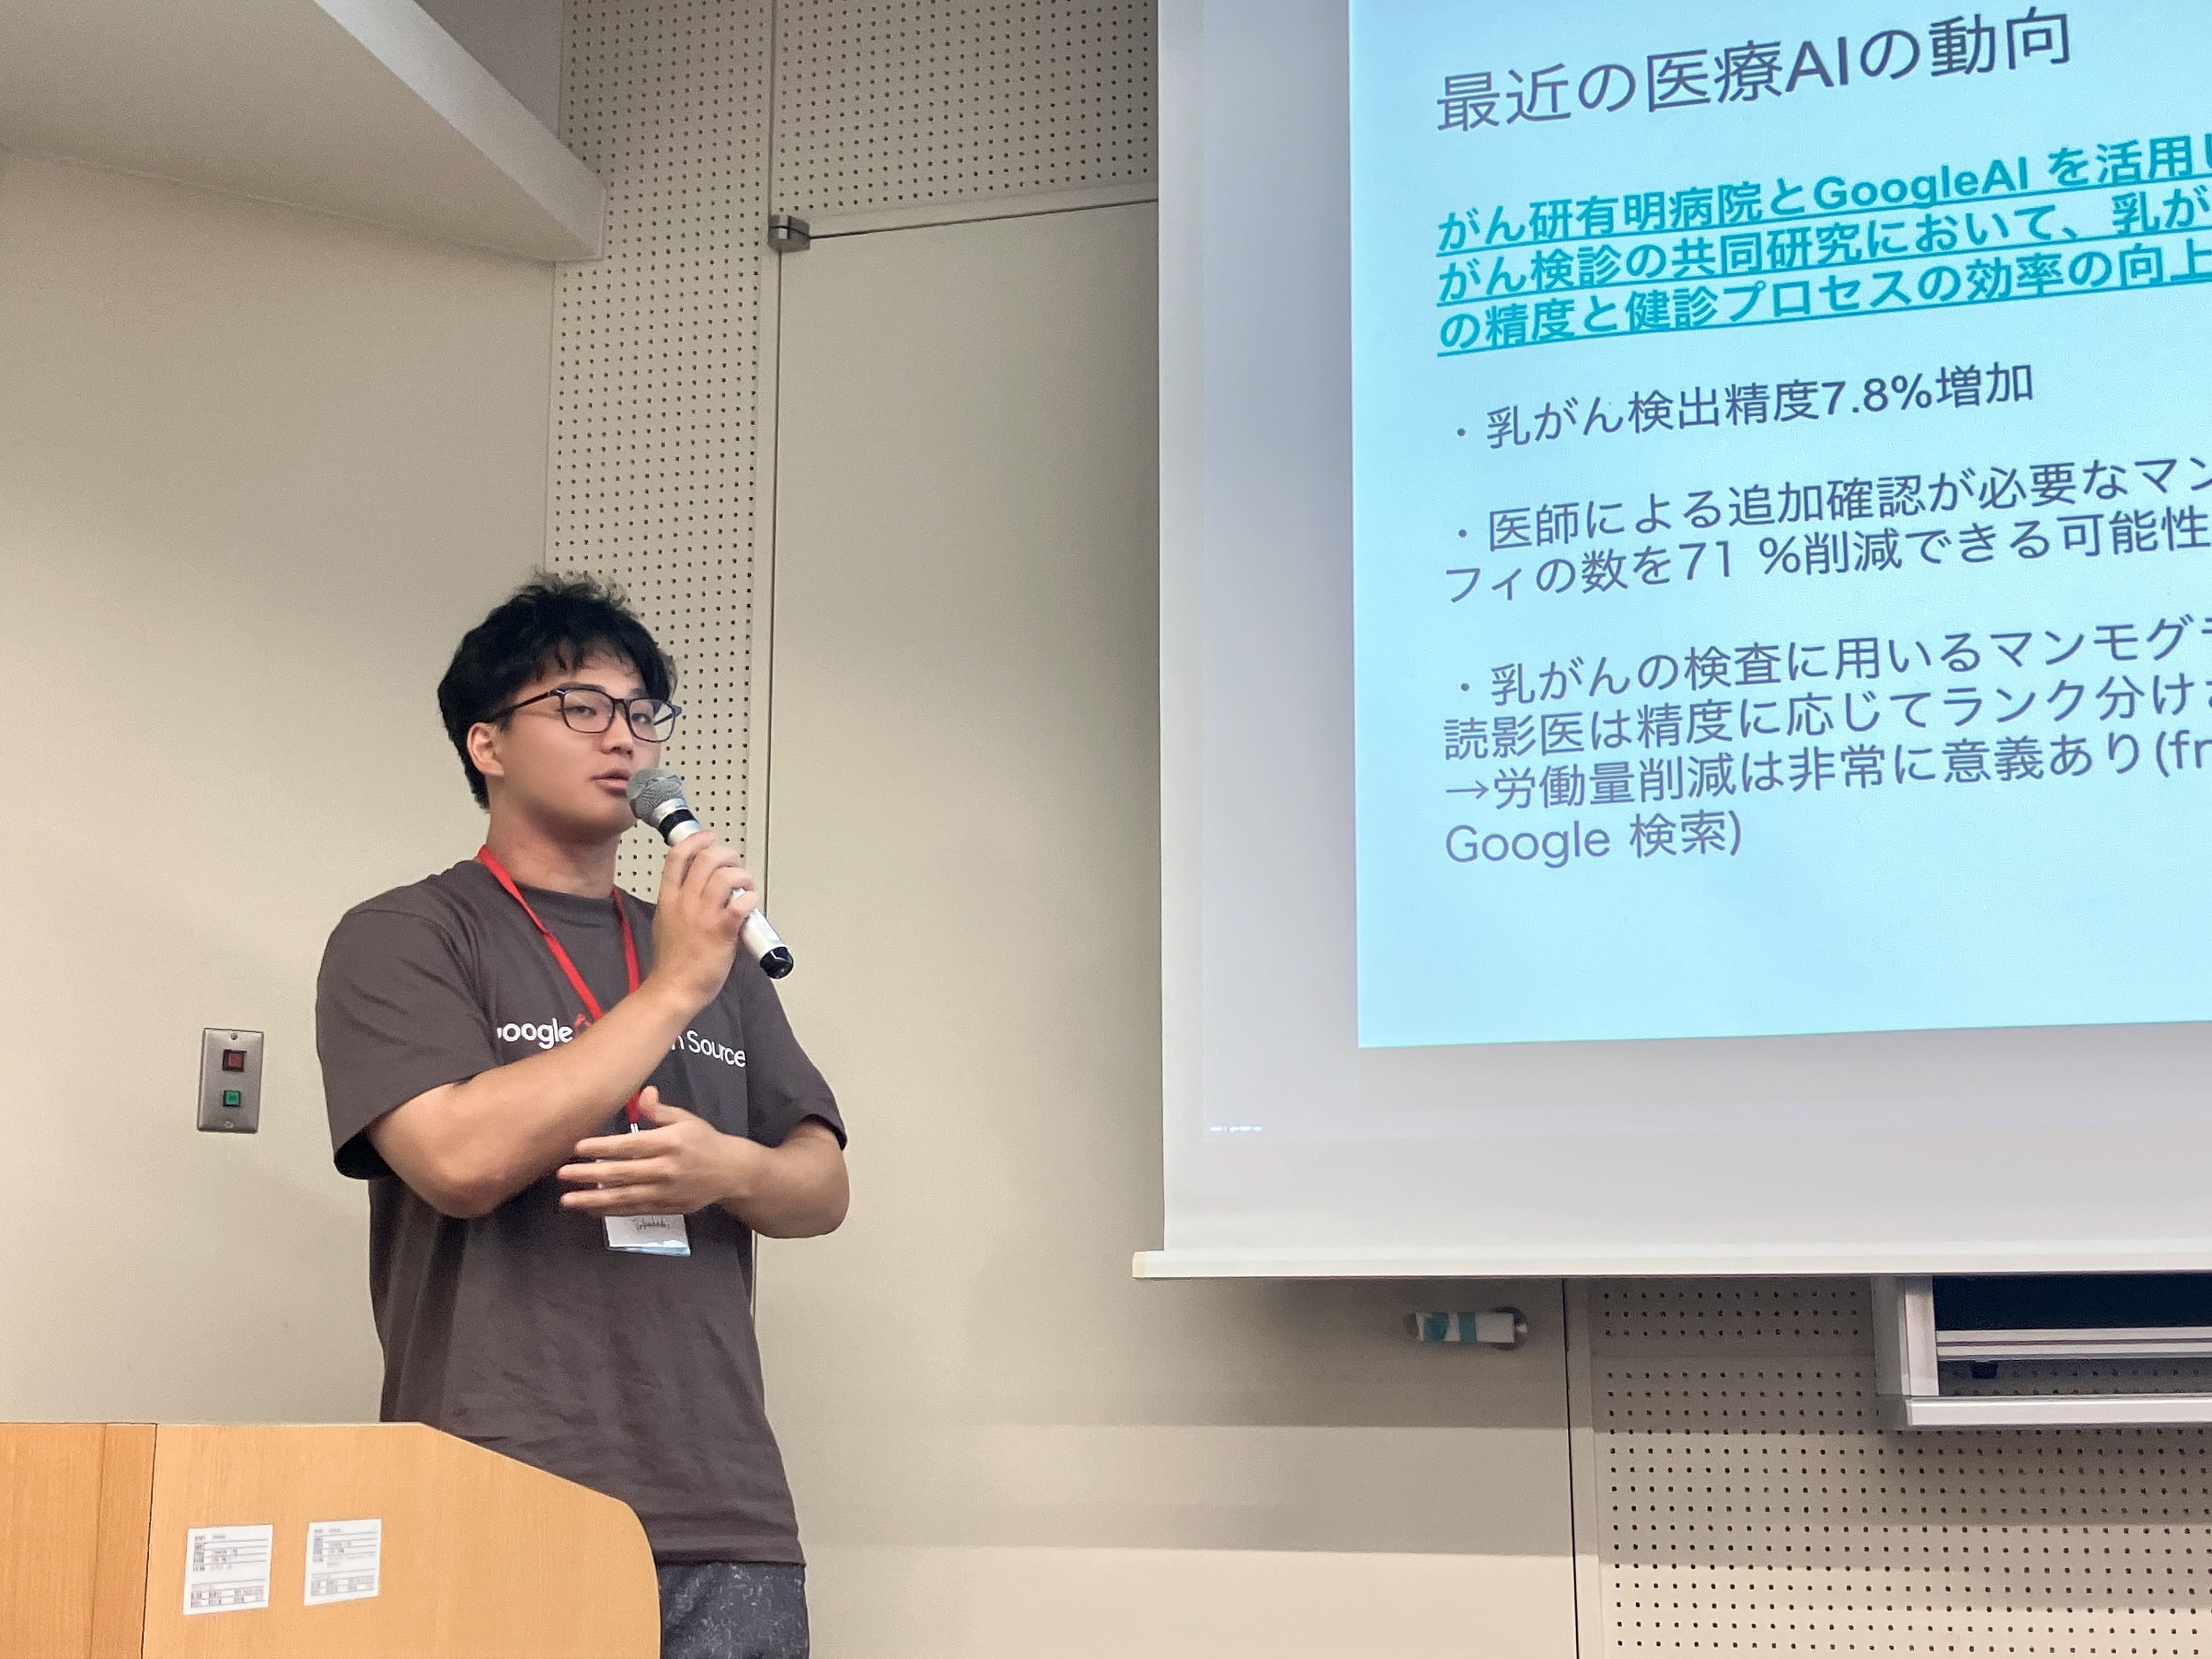 最近の医療AIの動向
がん研有明病院とGoogleAI を活用し
がん検診の共同研究において、乳が
の精度と健診プロセスの効率の向上
・乳がん検出精度7.8%増加
・医師による追加確認が必要なマン
フィの数を71 %削減できる可能性
・乳がんの検査に用いるマンモグラ
読影医は精度に応じてランク分けさ
→労働量削減は非常に意義あり(fr
Google 検索)
oogle n Source